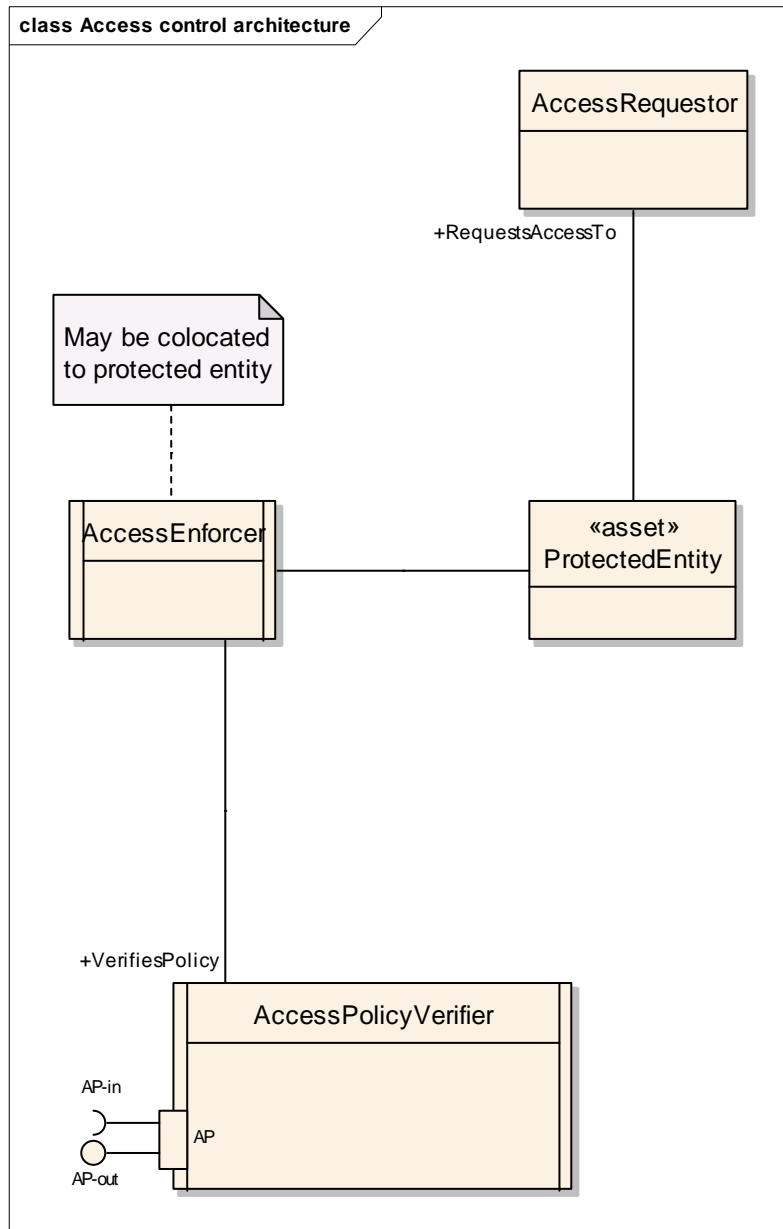 class Access control architecture
AccessRequestor
+RequestsAccessTo
May be colocated
to protected entity
AccessEnforcer
«asset»
ProtectedEntity
+VerifiesPolicy
AccessPolicyVerifier
AP-in
AP
AP-out